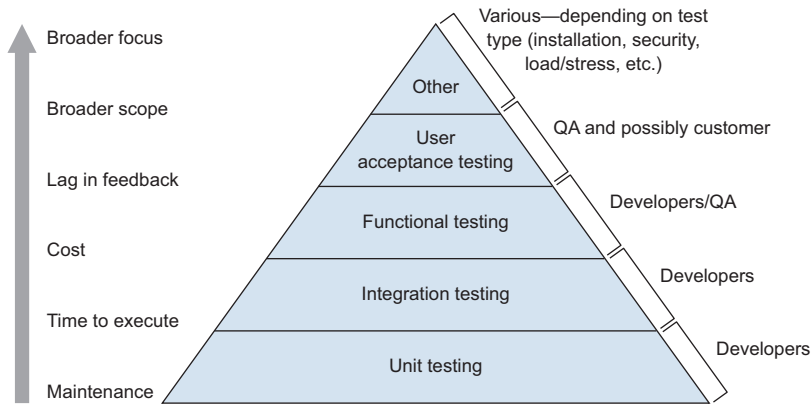 Broader focus
Broader scope
Lag in feedback
Cost
Time to execute
Maintenance
Other
User
acceptance testing
Functional testing
Integration testing
Unit testing
Various—depending on test
type (installation, security,
load/stress, etc.)
QA and possibly customer
Developers/QA
Developers
Developers